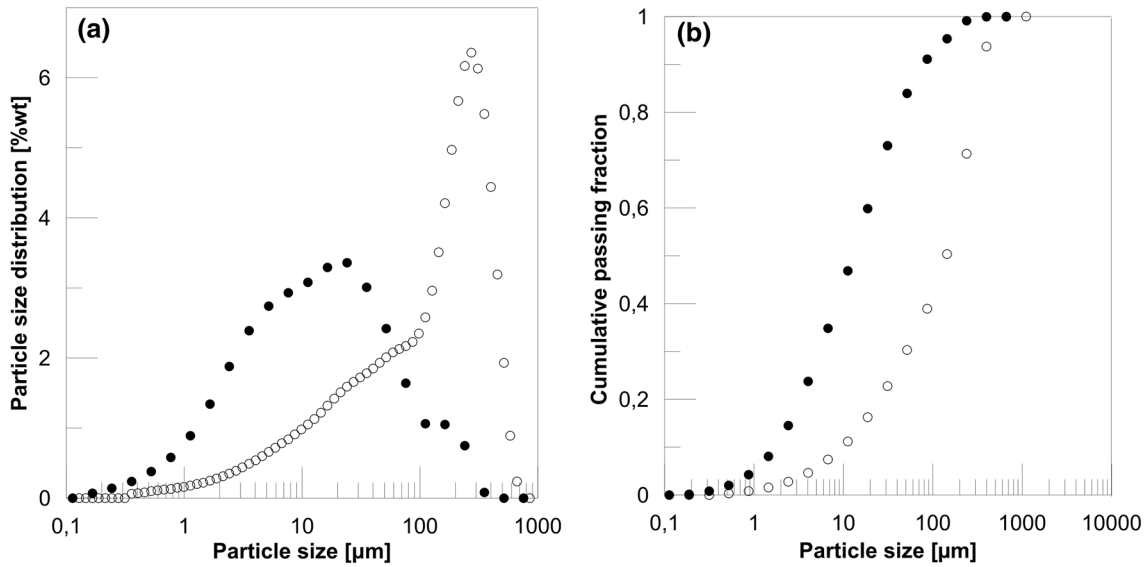 (a)
Particle size distribution [%wt]
6
4
2
0
0,1 1 10 100 1000
Particle size [µm]
(b)
Cumulative passing fraction
1
0,8
0,6
0,4
0,2
0
0,1 1 10 100 1000 10000
Particle size [µm]